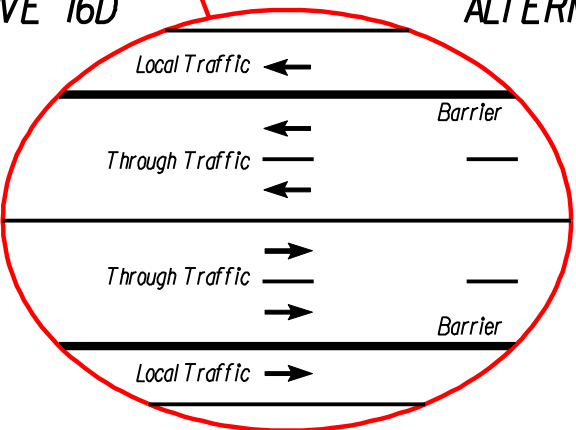 VE 16D
ALTERN
Local Traffic
Barrier
Through Traffic
Through Traffic
Barrier
Local Traffic